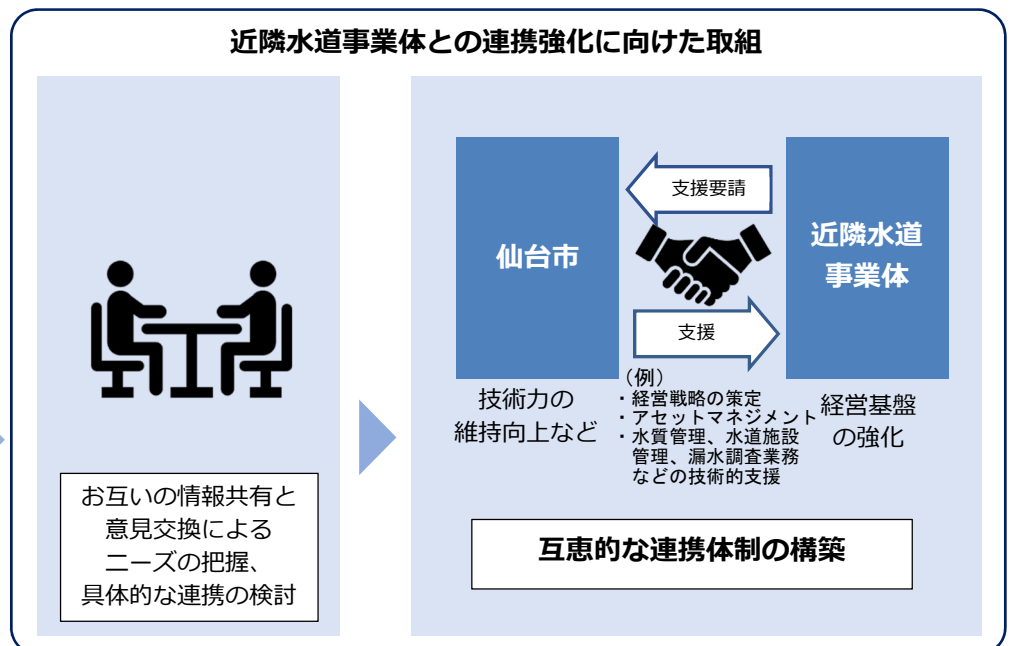 近隣水道事業体との連携強化に向けた取組
お互いの情報共有と
意見交換による
ニーズの把握、
具体的な連携の検討
仙台市
支援要請
支援
近隣水道
事業体
技術力の
維持向上など
（例）
・経営戦略の策定
・アセットマネジメント
・水質管理、水道施設
管理、漏水調査業務
などの技術的支援
経営基盤
の強化
互恵的な連携体制の構築